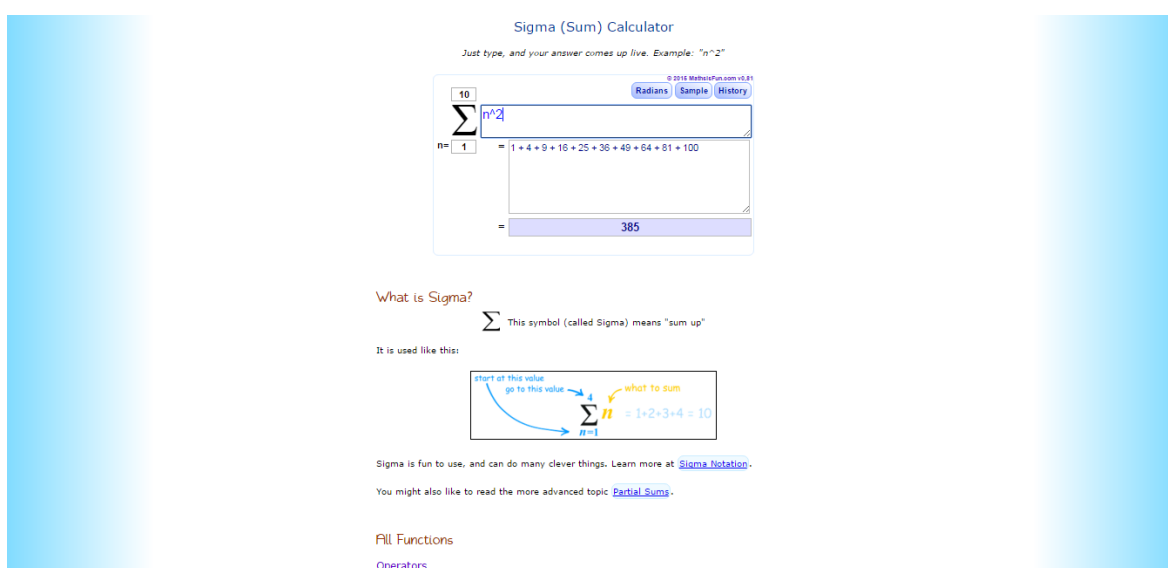 Sigma (Sum) Calculator
Just type, and your answer comes up live. Example: "n^2"
© 2016 MathsIsFun.com v0.81
Radians Sample History
10
∑ n^2
n= 1 = 1 + 4 + 9 + 16 + 25 + 36 + 49 + 64 + 81 + 100
= 385
What is Sigma?
∑ This symbol (called Sigma) means "sum up"
It is used like this:
start at this value
go to this value 4 what to sum
∑ n = 1+2+3+4 = 10
n=1
Sigma is fun to use, and can do many clever things. Learn more at Sigma Notation.
You might also like to read the more advanced topic Partial Sums.
All Functions
Operators